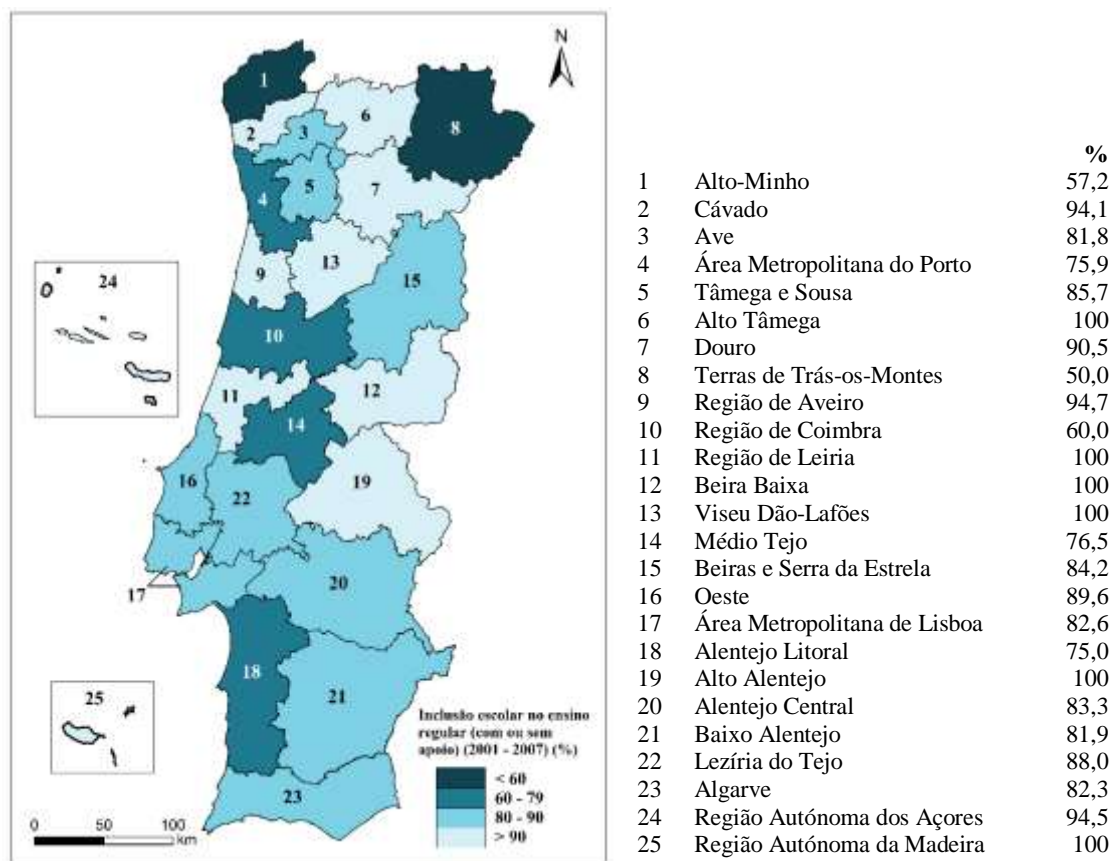 N
1
2
3
4
5
6
7
8
9
10
11
12
13
14
15
16
17
18
19
20
21
22
23
24
25
Inclusão escolar no ensino
regular (com ou sem
apoio) (2001 - 2007) (%)
< 60
60 - 79
80 - 90
> 90
0 50 100
km
%
1 Alto-Minho 57,2
2 Cávado 94,1
3 Ave 81,8
4 Área Metropolitana do Porto 75,9
5 Tâmega e Sousa 85,7
6 Alto Tâmega 100
7 Douro 90,5
8 Terras de Trás-os-Montes 50,0
9 Região de Aveiro 94,7
10 Região de Coimbra 60,0
11 Região de Leiria 100
12 Beira Baixa 100
13 Viseu Dão-Lafões 100
14 Médio Tejo 76,5
15 Beiras e Serra da Estrela 84,2
16 Oeste 89,6
17 Área Metropolitana de Lisboa 82,6
18 Alentejo Litoral 75,0
19 Alto Alentejo 100
20 Alentejo Central 83,3
21 Baixo Alentejo 81,9
22 Lezíria do Tejo 88,0
23 Algarve 82,3
24 Região Autónoma dos Açores 94,5
25 Região Autónoma da Madeira 100